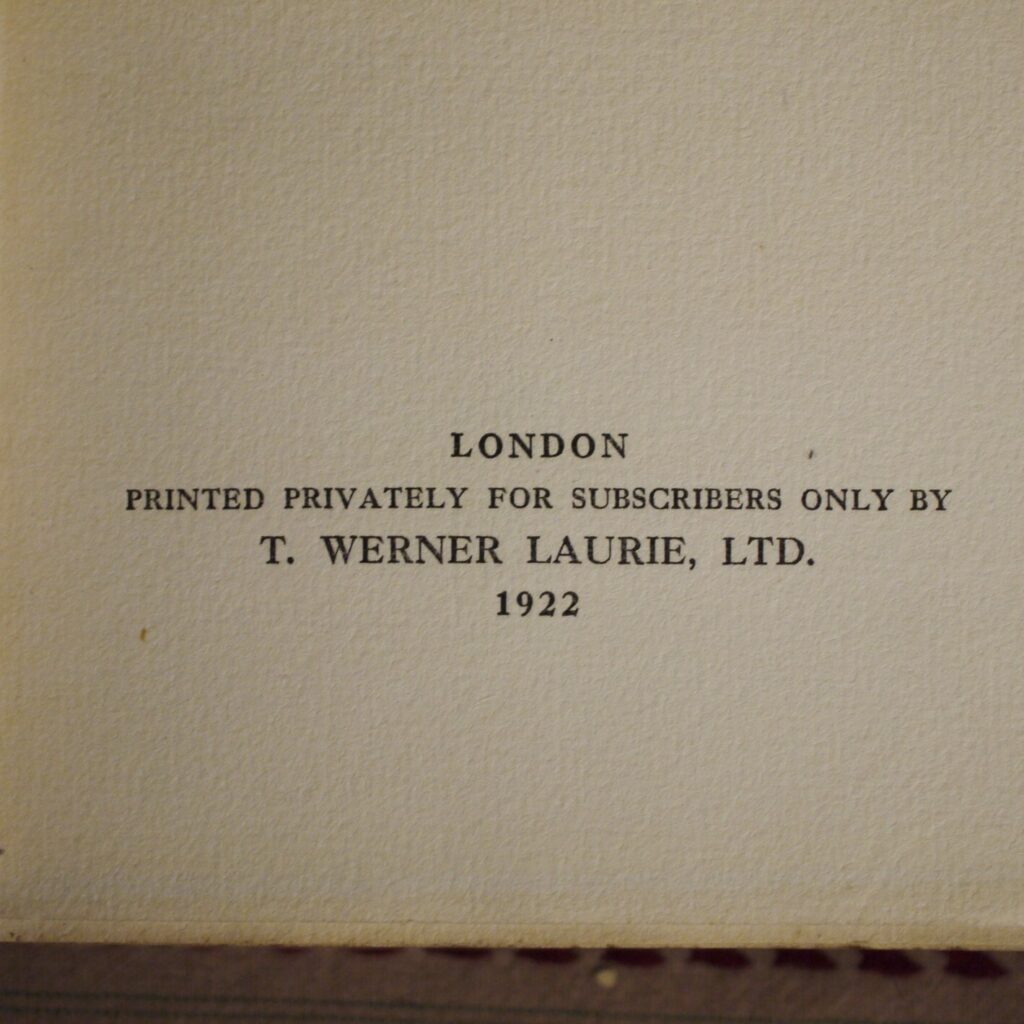 LONDON
PRINTED PRIVATELY FOR SUBSCRIBERS ONLY BY
T. WERNER LAURIE, LTD.
1922